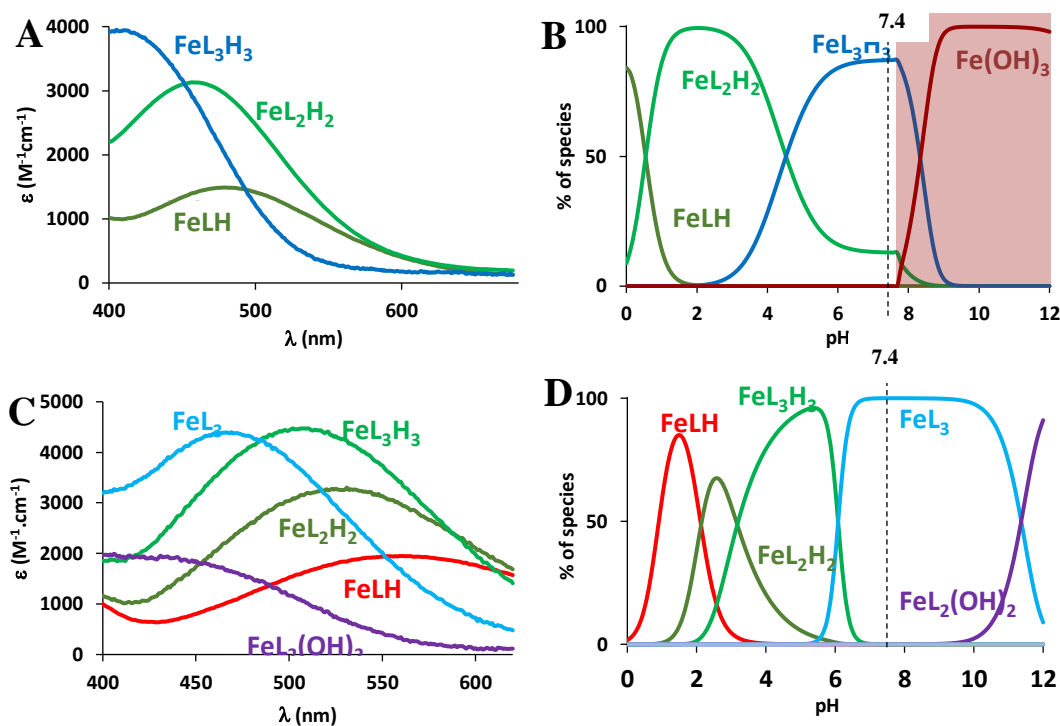 A
4000
3000
2000
1000
0
ε (M⁻¹cm⁻¹)
FeL₃H₃
FeL₂H₂
FeLH
400
500
600
λ (nm)
B
7.4
100
50
0
% of species
FeL₂H₂
FeL₃H₃
Fe(OH)₃
FeLH
0
2
4
6
8
10
12
pH
C
5000
4000
3000
2000
1000
0
ε (M⁻¹.cm⁻¹)
FeL₃
FeL₃H₃
FeL₂H₂
FeLH
FeL₂(OH)₂
400
450
500
550
600
λ (nm)
D
7.4
100
50
0
% of species
FeLH
FeL₃H₃
FeL₃
FeL₂H₂
FeL₂(OH)₂
0
2
4
6
8
10
12
pH